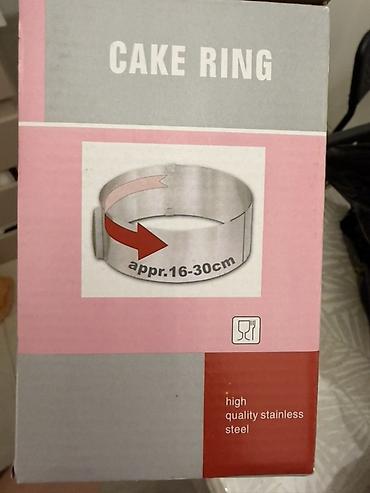 CAKE RING
appr.16-30cm
high
quality stainless
steel